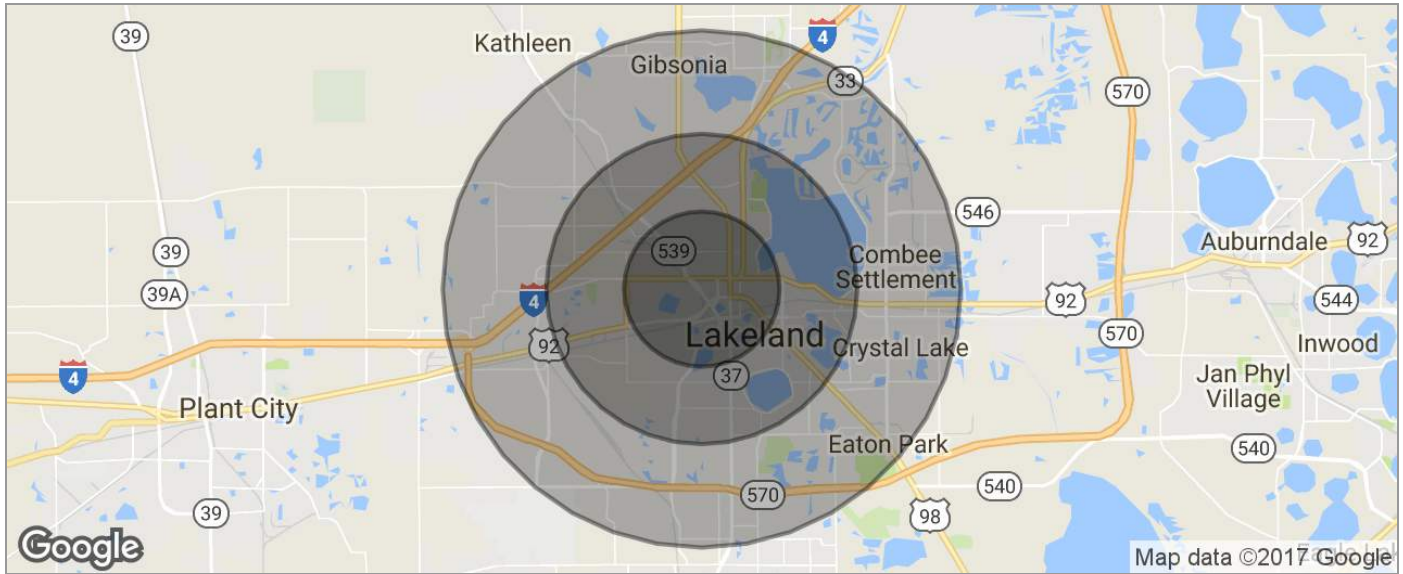 39
Kathleen
4
Gibsonia
33
570
546
Auburndale
92
39
539
Combee
Settlement
39A
4
92
544
Lakeland
570
92
Crystal Lake
Inwood
4
37
Jan Phyl
Village
Plant City
Eaton Park
540
570
540
39
98
Google
Map data ©2017 Google